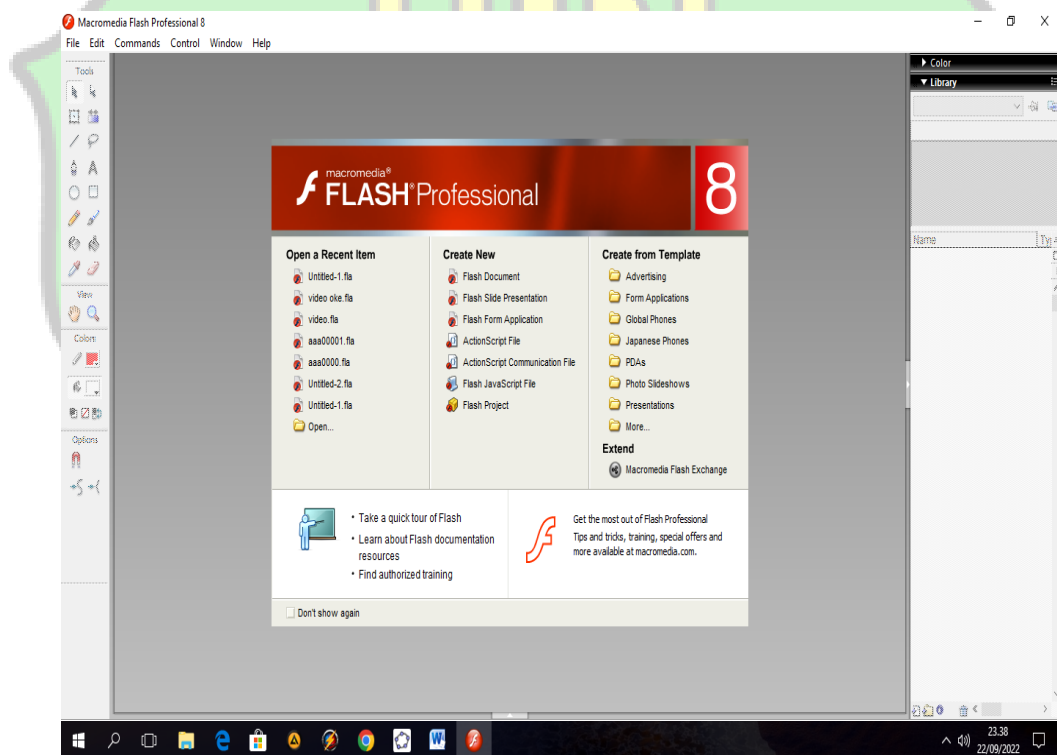 Macromedia Flash Professional 8
File Edit Commands Control Window Help
Tools
View
Colors
Options
macromedia®
FLASH® Professional
8
Open a Recent Item
Untitled-1.fla
video oke.fla
video.fla
aaa00001.fla
aaa0000.fla
Untitled-2.fla
Untitled-1.fla
Open...
Create New
Flash Document
Flash Slide Presentation
Flash Form Application
ActionScript File
ActionScript Communication File
Flash JavaScript File
Flash Project
Create from Template
Advertising
Form Applications
Global Phones
Japanese Phones
PDAs
Photo Slideshows
Presentations
More...
Extend
Macromedia Flash Exchange
• Take a quick tour of Flash
• Learn about Flash documentation
resources
• Find authorized training
Get the most out of Flash Professional
Tips and tricks, training, special offers and
more available at macromedia.com.
Don't show again
Color
Library
Name
23.38
22/09/2022